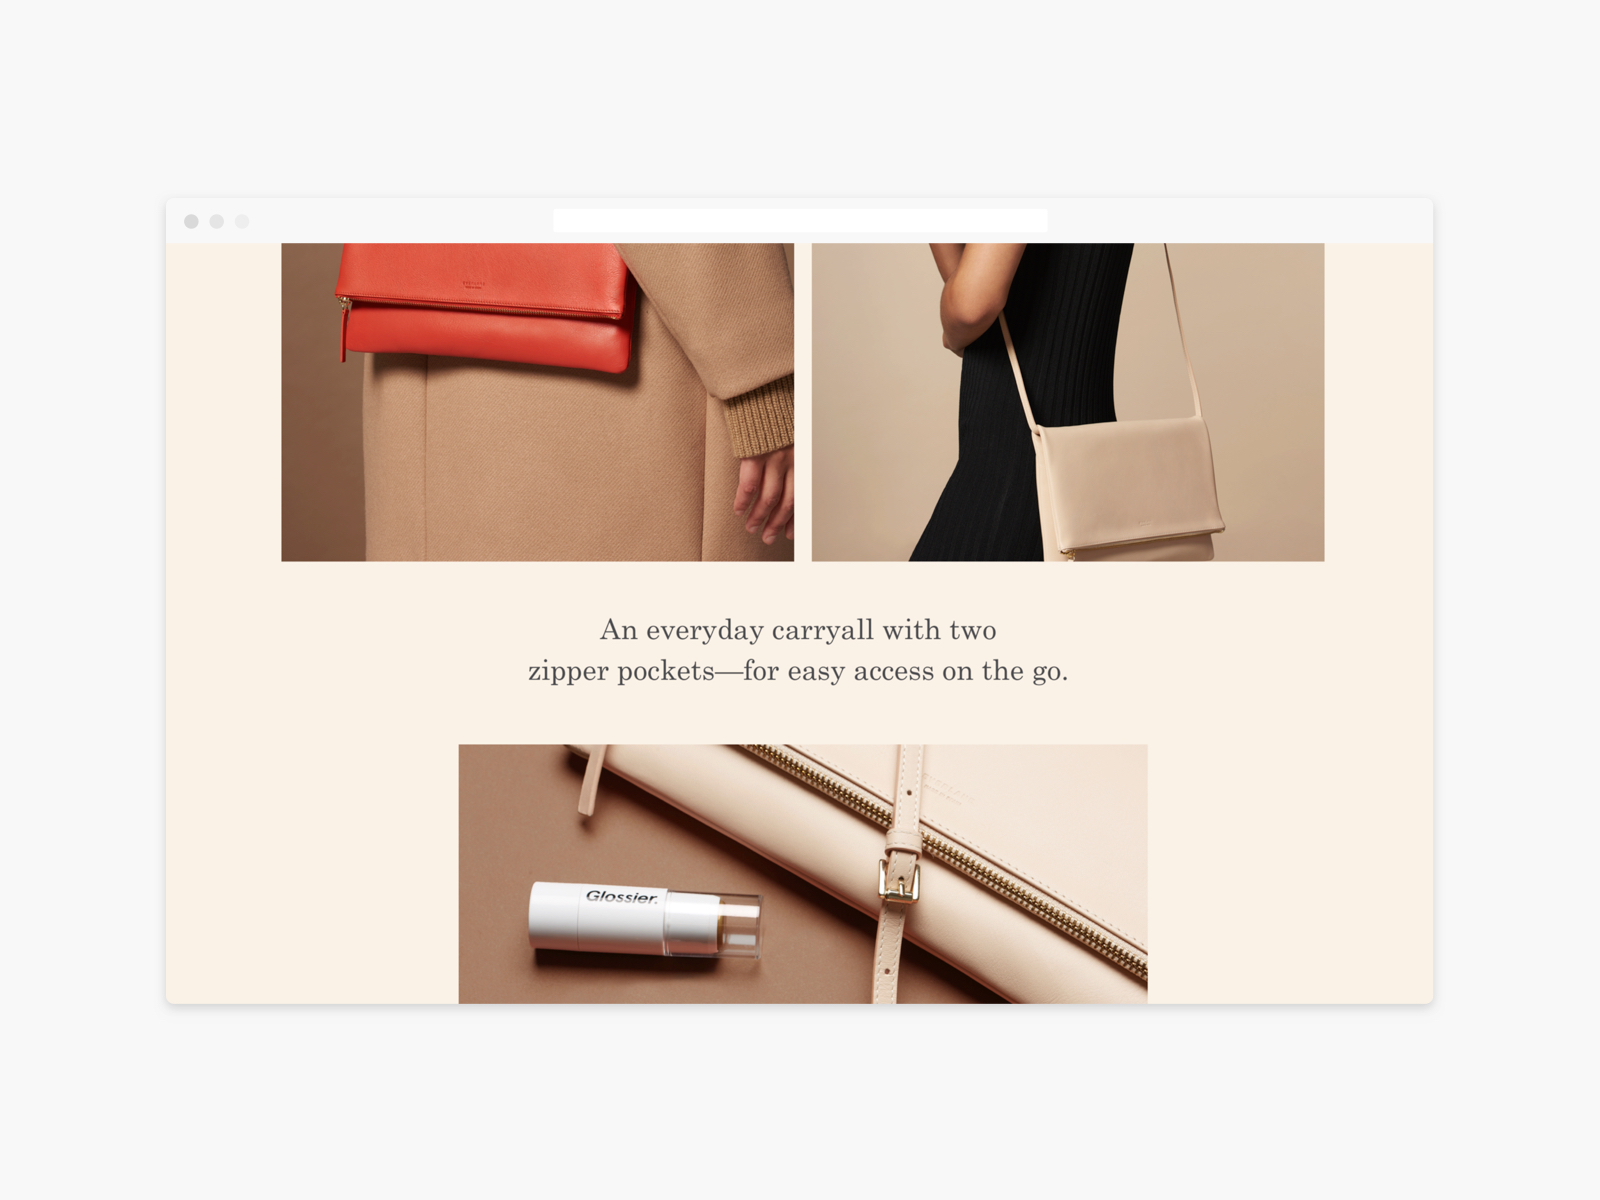 An everyday carryall with two
zipper pockets—for easy access on the go.
Glossier.